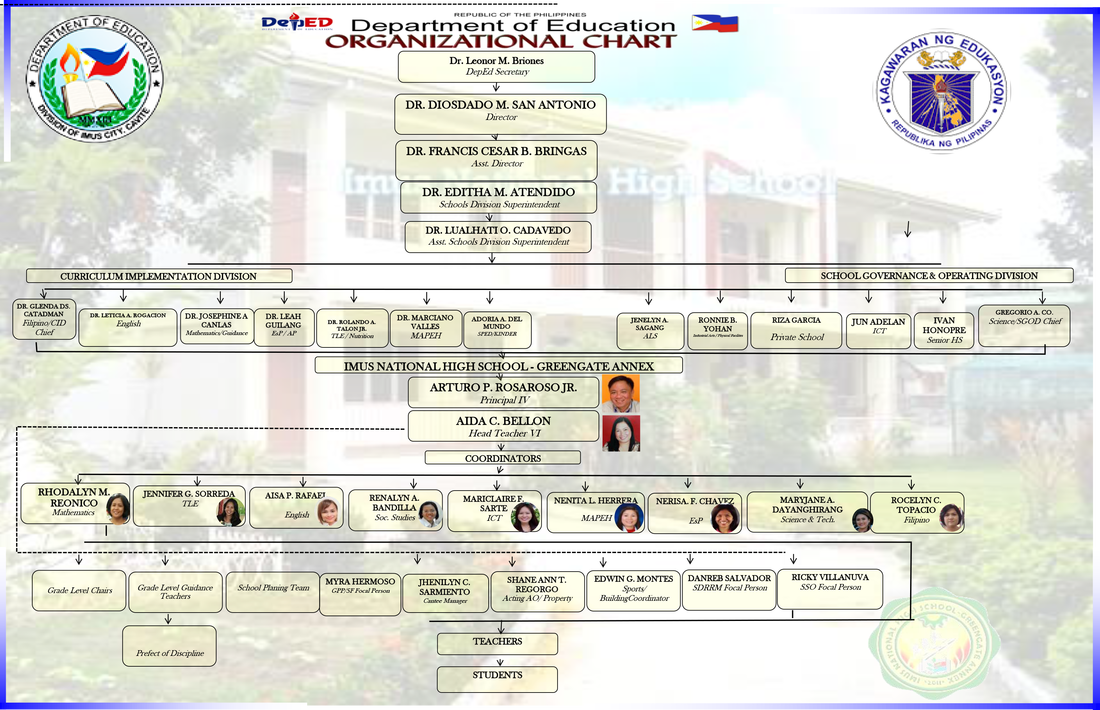 REPUBLIC OF THE PHILIPPINES
DepED
Department of Education
ORGANIZATIONAL CHART
DEPARTMENT OF EDUCATION
MMXIII
DIVISION OF IMUS CITY, CAVITE
KAGAWARAN NG EDUKASYON
REPUBLIKA NG PILIPINAS
Dr. Leonor M. Briones
DepEd Secretary
DR. DIOSDADO M. SAN ANTONIO
Director
DR. FRANCIS CESAR B. BRINGAS
Asst. Director
Imus National High School
DR. EDITHA M. ATENDIDO
Schools Division Superintendent
DR. LUALHATI O. CADAVEDO
Asst. Schools Division Superintendent
CURRICULUM IMPLEMENTATION DIVISION
SCHOOL GOVERNANCE & OPERATING DIVISION
DR. GLENDA DS.
CATADMAN
Filipino/CID
Chief
DR. LETICIA A. ROGACION
English
DR. JOSEPHINE A
CANLAS
Mathematics/Guidance
DR. LEAH
GUILANG
EsP / AP
DR. ROLANDO A.
TALON JR.
TLE / Nutrition
DR. MARCIANO
VALLES
MAPEH
ADORIA A. DEL
MUNDO
SPED/KINDER
JENELYN A.
SAGANG
ALS
RONNIE B.
YOHAN
Industrial Arts / Physical Facilities
RIZA GARCIA
Private School
JUN ADELAN
ICT
IVAN
HONOPRE
Senior HS
GREGORIO A. CO.
Science/SGOD Chief
IMUS NATIONAL HIGH SCHOOL - GREENGATE ANNEX
ARTURO P. ROSAROSO JR.
Principal IV
AIDA C. BELLON
Head Teacher VI
COORDINATORS
RHODALYN M.
REONICO
Mathematics
JENNIFER G. SORREDA
TLE
AISA P. RAFAEL
English
RENALYN A.
BANDILLA
Soc. Studies
MARICLAIRE F.
SARTE
ICT
NENITA L. HERRERA
MAPEH
NERISA. F. CHAVEZ
EsP
MARYJANE A.
DAYANGHIRANG
Science & Tech.
ROCELYN C.
TOPACIO
Filipino
Grade Level Chairs
Grade Level Guidance
Teachers
School Planing Team
MYRA HERMOSO
GPP/SF Focal Person
JHENILYN C.
SARMIENTO
Cantee Manager
SHANE ANN T.
REGORGO
Acting AO/ Property
EDWIN G. MONTES
Sports/
BuildingCoordinator
DANREB SALVADOR
SDRRM Focal Person
RICKY VILLANUVA
SSO Focal Person
Prefect of Discipline
TEACHERS
STUDENTS